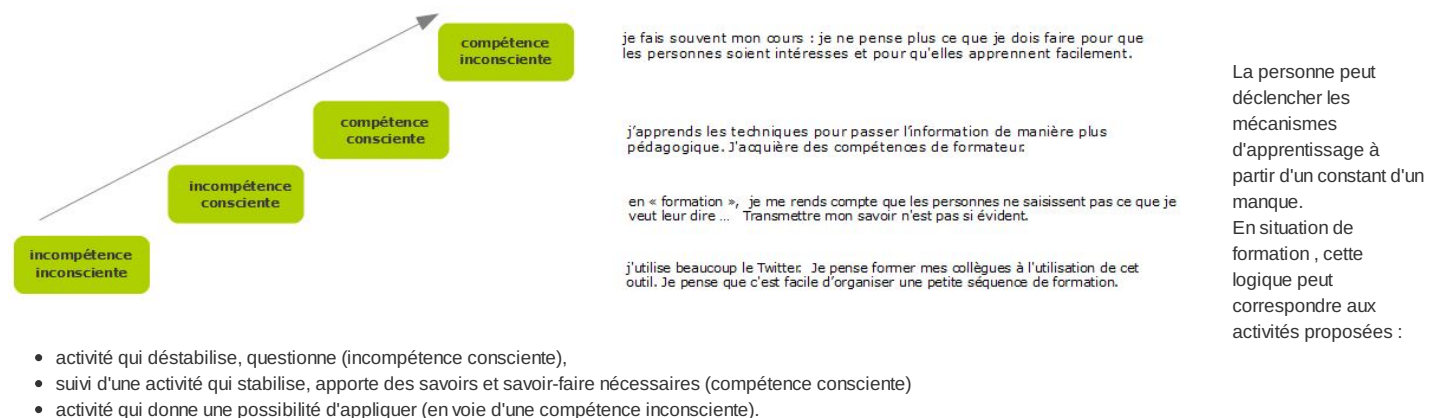 compétence
inconsciente
je fais souvent mon cours : je ne pense plus ce que je dois faire pour que
les personnes soient intéresses et pour qu'elles apprennent facilement.
compétence
consciente
j'apprends les techniques pour passer l'information de manière plus
pédagogique. J'acquière des compétences de formateur.
incompétence
consciente
en « formation », je me rends compte que les personnes ne saisissent pas ce que je
veut leur dire ... Transmettre mon savoir n'est pas si évident.
incompétence
inconsciente
j'utilise beaucoup le Twitter. Je pense former mes collègues à l'utilisation de cet
outil. Je pense que c'est facile d'organiser une petite séquence de formation.
La personne peut
déclencher les
mécanismes
d'apprentissage à
partir d'un constant d'un
manque.
En situation de
formation , cette
logique peut
correspondre aux
activités proposées :
• activité qui déstabilise, questionne (incompétence consciente),
• suivi d'une activité qui stabilise, apporte des savoirs et savoir-faire nécessaires (compétence consciente)
• activité qui donne une possibilité d'appliquer (en voie d'une compétence inconsciente).